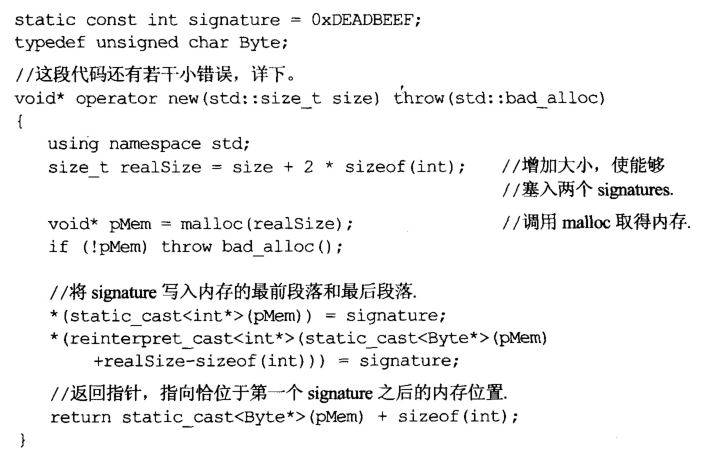 static const int signature = 0xDEADBEEF;
typedef unsigned char Byte;
//这段代码还有若干小错误，详下。
void* operator new(std::size_t size) throw(std::bad_alloc)
{
using namespace std;
size_t realSize = size + 2 * sizeof(int); //增加大小，使能够
//塞入两个 signatures.
void* pMem = malloc(realSize); //调用 malloc 取得内存.
if (!pMem) throw bad_alloc();
//将 signature 写入内存的最前段落和最后段落.
*(static_cast<int*>(pMem)) = signature;
*(reinterpret_cast<int*>(static_cast<Byte*>(pMem)
+realSize-sizeof(int))) = signature;
//返回指针，指向恰位于第一个 signature 之后的内存位置.
return static_cast<Byte*>(pMem) + sizeof(int);
}